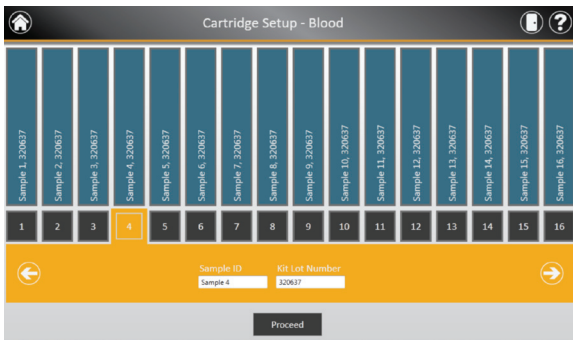 Cartridge Setup - Blood
?
Sample 1, 320637
Sample 2, 320637
Sample 3, 320637
Sample 4, 320637
Sample 5, 320637
Sample 6, 320637
Sample 7, 320637
Sample 8, 320637
Sample 9, 320637
Sample 10, 320637
Sample 11, 320637
Sample 12, 320637
Sample 13, 320637
Sample 14, 320637
Sample 15, 320637
Sample 16, 320637
1 2 3 4 5 6 7 8 9 10 11 12 13 14 15 16
Sample ID Kit Lot Number
Sample 4 320637
Proceed